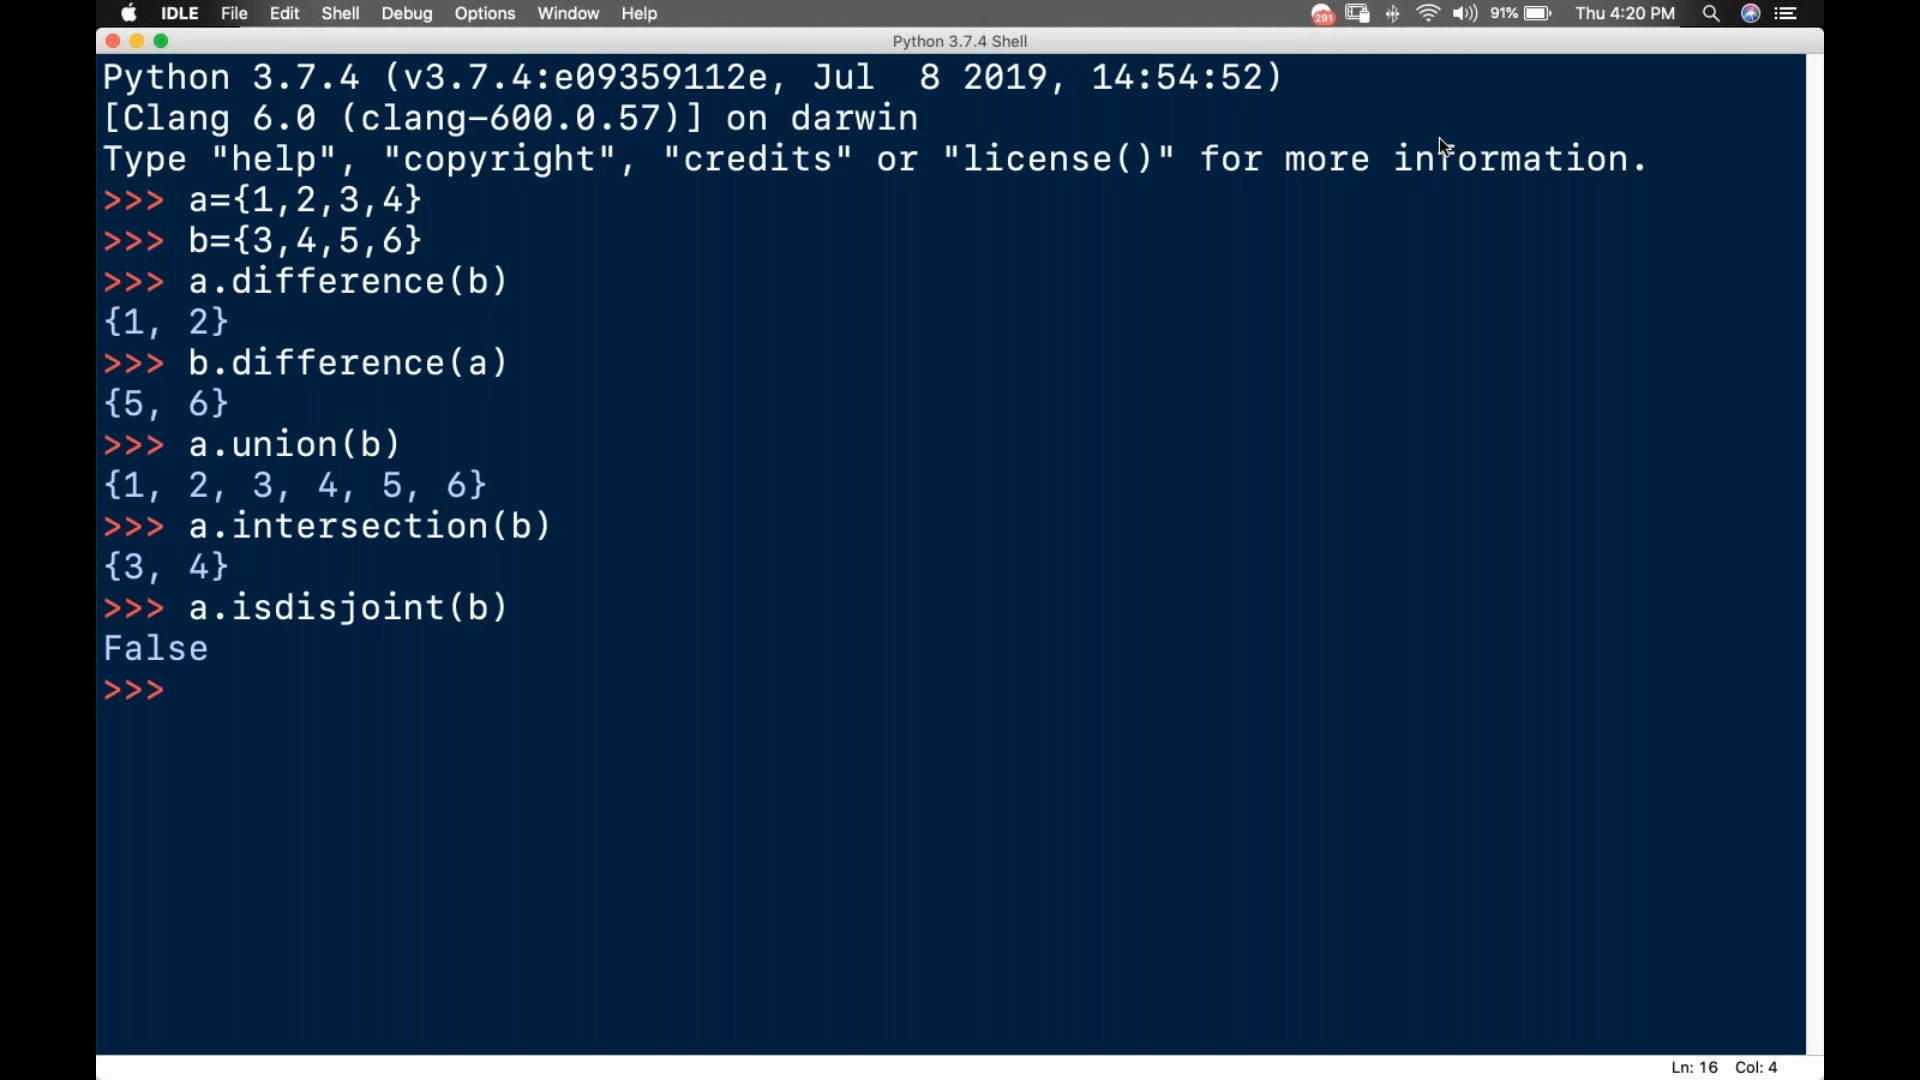 IDLE File Edit Shell Debug Options Window Help 291 91% Thu 4:20 PM
Python 3.7.4 Shell
Python 3.7.4 (v3.7.4:e09359112e, Jul  8 2019, 14:54:52)
[Clang 6.0 (clang-600.0.57)] on darwin
Type "help", "copyright", "credits" or "license()" for more information.
>>> a={1,2,3,4}
>>> b={3,4,5,6}
>>> a.difference(b)
{1, 2}
>>> b.difference(a)
{5, 6}
>>> a.union(b)
{1, 2, 3, 4, 5, 6}
>>> a.intersection(b)
{3, 4}
>>> a.isdisjoint(b)
False
>>>
Ln: 16 Col: 4